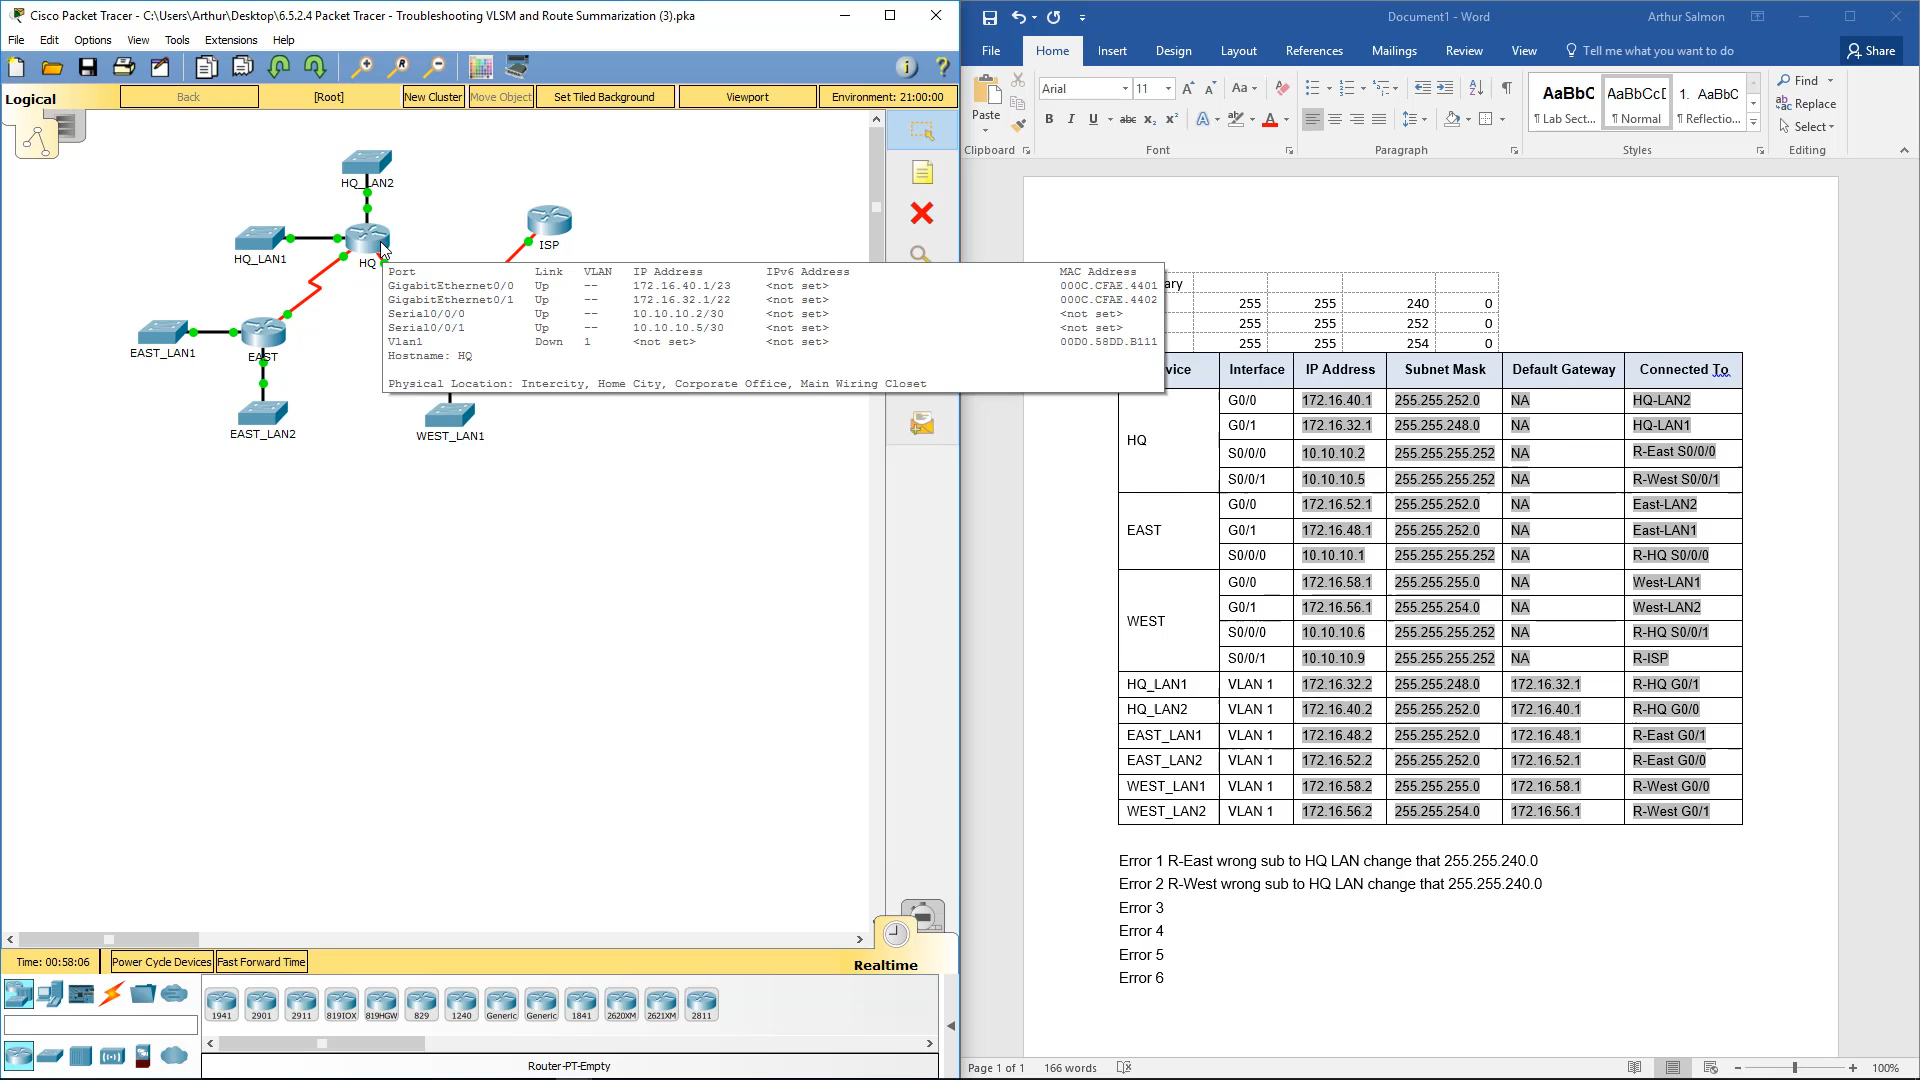 Cisco Packet Tracer - C:\Users\Arthur\Desktop\6.5.2.4 Packet Tracer - Troubleshooting VLSM and Route Summarization (3).pka
File Edit Options View Tools Extensions Help
Logical Back [Root] New Cluster Move Object Set Tiled Background Viewport Environment: 21:00:00
HQ_LAN2
HQ_LAN1
HQ
ISP
Port Link VLAN IP Address IPv6 Address MAC Address
GigabitEthernet0/0 Up -- 172.16.40.1/23 <not set> 000C.CFAE.4401
GigabitEthernet0/1 Up -- 172.16.32.1/22 <not set> 000C.CFAE.4402
Serial0/0/0 Up -- 10.10.10.2/30 <not set> <not set>
Serial0/0/1 Up -- 10.10.10.5/30 <not set> <not set>
Vlan1 Down 1 <not set> <not set> 00D0.58DD.B111
Hostname: HQ
Physical Location: Intercity, Home City, Corporate Office, Main Wiring Closet
EAST_LAN1
EAST
EAST_LAN2
WEST_LAN1
Time: 00:58:06 Power Cycle Devices Fast Forward Time
Realtime
1941 2901 2911 819IOX 819HGW 829 1240 Generic Generic 1841 2620XM 2621XM 2811
Router-PT-Empty
Document1 - Word
Arthur Salmon
File Home Insert Design Layout References Mailings Review View Tell me what you want to do Share
Paste
Arial 11
Find
Replace
Select
AaBbC AaBbCcI 1. AaBbC
¶ Lab Sect... ¶ Normal ¶ Reflectio...
Clipboard Font Paragraph Styles Editing
ary
255 255 240 0
255 255 252 0
255 255 254 0
vice Interface IP Address Subnet Mask Default Gateway Connected To
HQ
G0/0 172.16.40.1 255.255.252.0 NA HQ-LAN2
G0/1 172.16.32.1 255.255.248.0 NA HQ-LAN1
S0/0/0 10.10.10.2 255.255.255.252 NA R-East S0/0/0
S0/0/1 10.10.10.5 255.255.255.252 NA R-West S0/0/1
EAST
G0/0 172.16.52.1 255.255.252.0 NA East-LAN2
G0/1 172.16.48.1 255.255.252.0 NA East-LAN1
S0/0/0 10.10.10.1 255.255.255.252 NA R-HQ S0/0/0
WEST
G0/0 172.16.58.1 255.255.255.0 NA West-LAN1
G0/1 172.16.56.1 255.255.254.0 NA West-LAN2
S0/0/0 10.10.10.6 255.255.255.252 NA R-HQ S0/0/1
S0/0/1 10.10.10.9 255.255.255.252 NA R-ISP
HQ_LAN1 VLAN 1 172.16.32.2 255.255.248.0 172.16.32.1 R-HQ G0/1
HQ_LAN2 VLAN 1 172.16.40.2 255.255.252.0 172.16.40.1 R-HQ G0/0
EAST_LAN1 VLAN 1 172.16.48.2 255.255.252.0 172.16.48.1 R-East G0/1
EAST_LAN2 VLAN 1 172.16.52.2 255.255.252.0 172.16.52.1 R-East G0/0
WEST_LAN1 VLAN 1 172.16.58.2 255.255.255.0 172.16.58.1 R-West G0/0
WEST_LAN2 VLAN 1 172.16.56.2 255.255.254.0 172.16.56.1 R-West G0/1
Error 1 R-East wrong sub to HQ LAN change that 255.255.240.0
Error 2 R-West wrong sub to HQ LAN change that 255.255.240.0
Error 3
Error 4
Error 5
Error 6
Page 1 of 1 166 words 100%